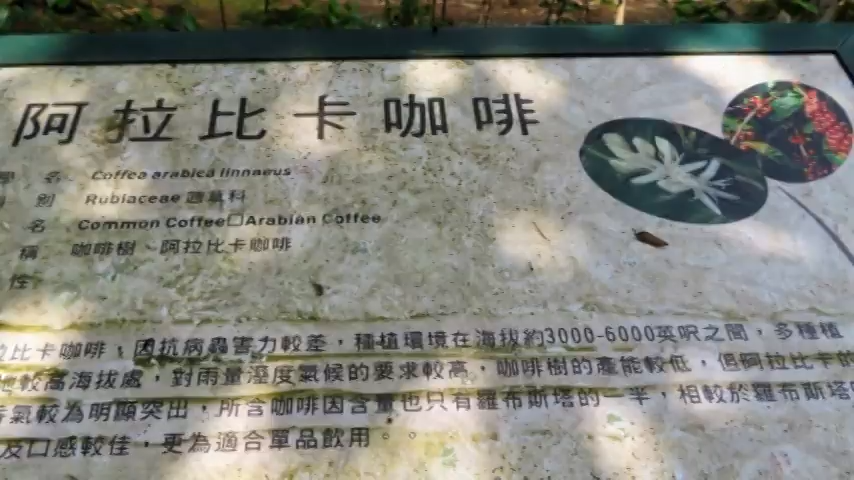 阿拉比卡咖啡
學名 Coffea arabica linnaeus
別 Rubiaceae 茜草科
名 Common Coffee□Arabian Coffee
稱 咖啡樹、阿拉比卡咖啡
性
拉比卡咖啡，因抗病蟲害力較差，種植環境在海拔約3000-6000英呎之間，多種植
地較高海拔處，對雨量溼度氣候的要求較高，咖啡樹的產能較低，但阿拉比卡的
香氣較為明顯突出，所含咖啡因含量也只有羅布斯塔的一半，相較於羅布斯塔
及口感較佳，更為適合單品飲用。。